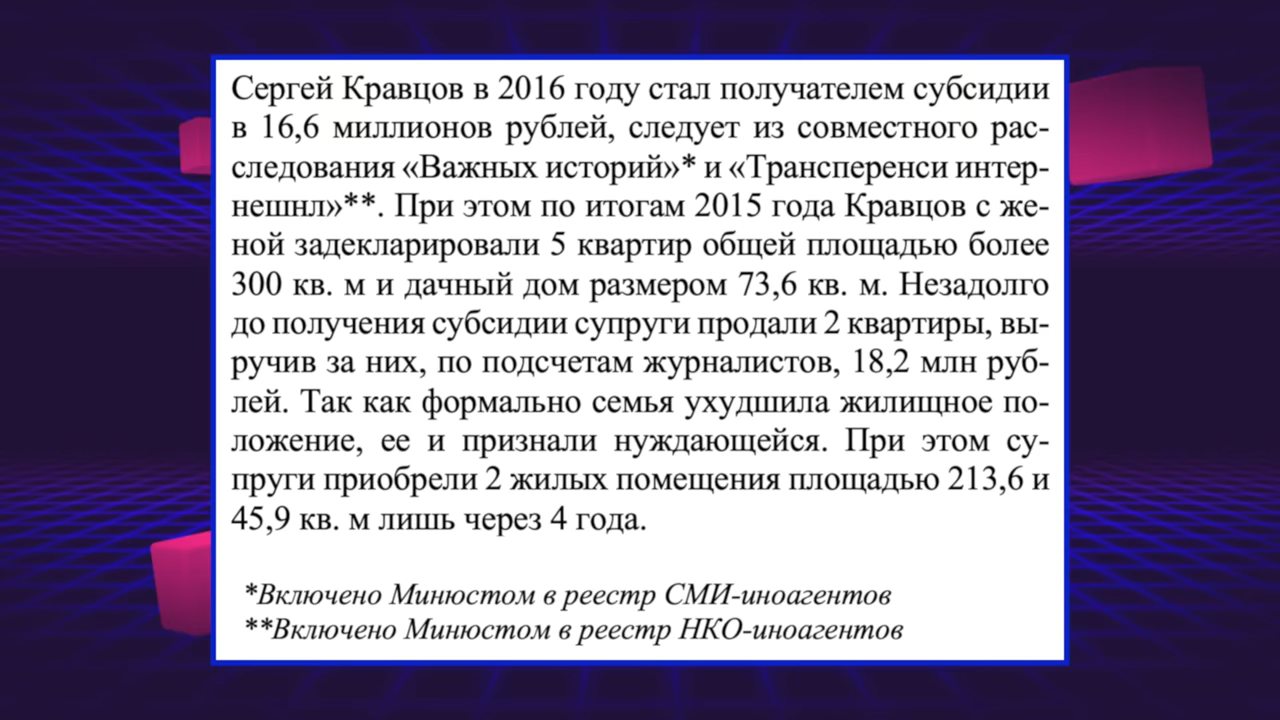 Сергей Кравцов в 2016 году стал получателем субсидии
в 16,6 миллионов рублей, следует из совместного рас-
следования «Важных историй»* и «Трансперенси интер-
нешнл»**. При этом по итогам 2015 года Кравцов с же-
ной задекларировали 5 квартир общей площадью более
300 кв. м и дачный дом размером 73,6 кв. м. Незадолго
до получения субсидии супруги продали 2 квартиры, вы-
ручив за них, по подсчетам журналистов, 18,2 млн руб-
лей. Так как формально семья ухудшила жилищное по-
ложение, ее и признали нуждающейся. При этом су-
пруги приобрели 2 жилых помещения площадью 213,6 и
45,9 кв. м лишь через 4 года.
*Включено Минюстом в реестр СМИ-иноагентов
**Включено Минюстом в реестр НКО-иноагентов